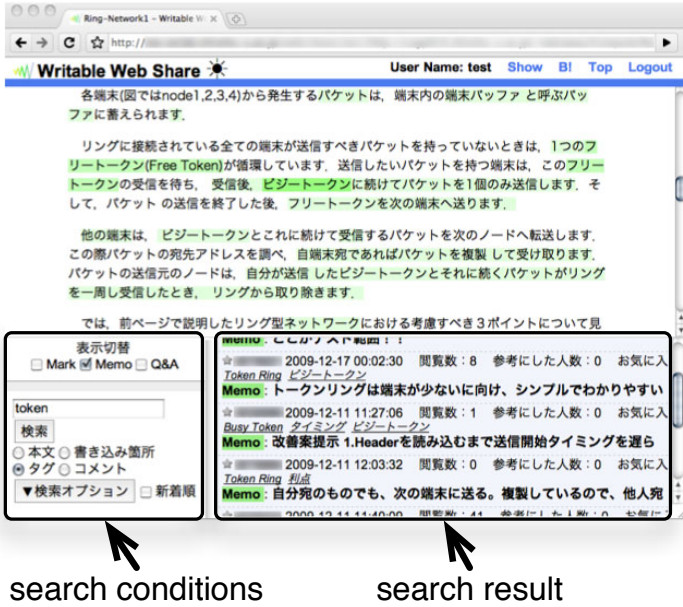 Ring-Network1 – Writable W
http://
Writable Web Share
User Name: test Show B! Top Logout
各端末(図ではnode1,2,3,4)から発生するパケットは，端末内の端末バッファ と呼ぶバッ
ファに蓄えられます．
リングに接続されている全ての端末が送信すべきパケットを持っていないときは，1つのフ
リートークン(Free Token)が循環しています．送信したいパケットを持つ端末は，このフリー
トークンの受信を待ち， 受信後，ビジートークンに続けてパケットを1個のみ送信します．そ
して，パケット の送信を終了した後，フリートークンを次の端末へ送ります．
他の端末は， ビジートークンとこれに続けて受信するパケットを次のノードへ転送します．
この際パケットの宛先アドレスを調べ，自端末宛であればパケットを複製 して受け取ります．
パケットの送信元のノードは，自分が送信 したビジートークンとそれに続くパケットがリング
を一周し受信したとき， リングから取り除きます．
では，前ページで説明したリング型ネットワークにおける考慮すべき３ポイントについて見
表示切替
Mark Memo Q&A
token
検索
本文 書き込み箇所
タグ コメント
▼検索オプション 新着順
Memo : ここがテスト範囲！！
2009-12-17 00:02:30 閲覧数：8 参考にした人数：0 お気に入
Token Ring ビジートークン
Memo : トークンリングは端末が少ないに向け、シンプルでわかりやすい
2009-12-11 11:27:06 閲覧数：1 参考にした人数：0 お気に入
Busy Token タイミング ビジートークン
Memo : 改善案提示 1.Headerを読み込むまで送信開始タイミングを遅ら
2009-12-11 12:03:32 閲覧数：0 参考にした人数：0 お気に入
Token Ring 利点
Memo : 自分宛のものでも、次の端末に送る。複製しているので、他人宛
2009-12-11 11:40:09 閲覧数：41 参考にした人数：0 お気に
search conditions
search result